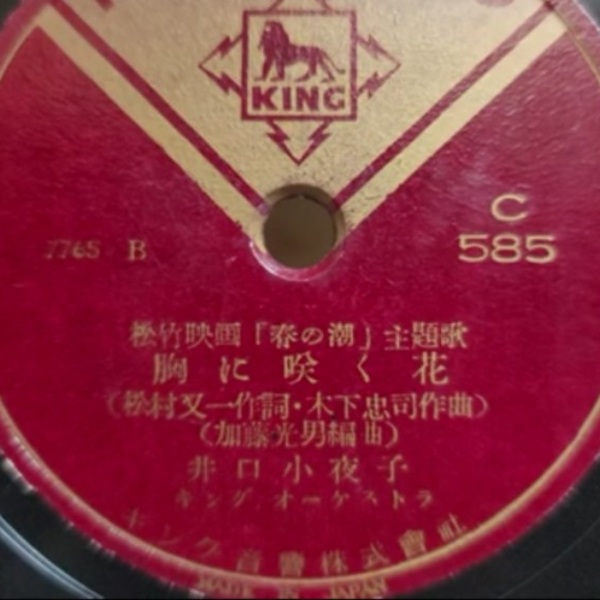 KING
C
585
7765 B
松竹映画「春の潮」主題歌
胸に咲く花
（松村又一作詞・木下忠司作曲）
（加藤光男編曲）
井口小夜子
キング オーケストラ
キング音響株式會社
MADE IN JAPAN